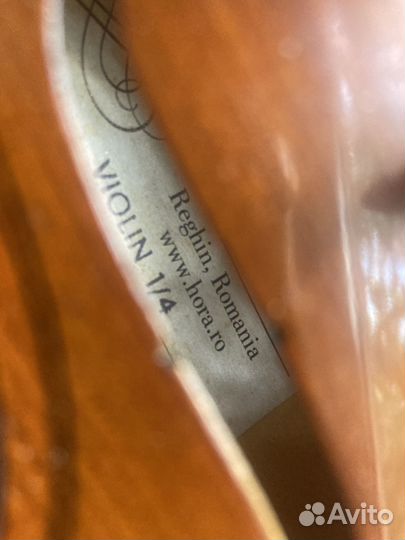 Reghin, Romania
www.hora.ro
VIOLIN 1/4
Avito